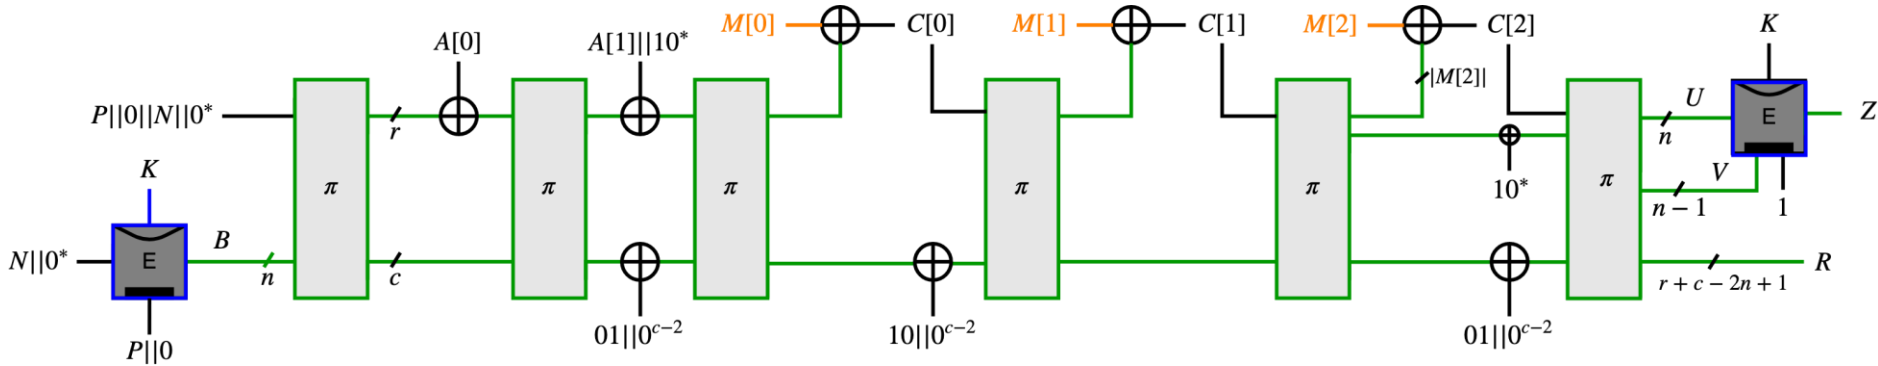 M[0] C[0] M[1] C[1] M[2] C[2] K
A[0] A[1]||10* |M[2]|
P||0||N||0* r U E Z
n
K π π π π π π V
10* n − 1 1
N||0* E B n c R
r + c − 2n + 1
01||0^{c−2} 10||0^{c−2} 01||0^{c−2}
P||0